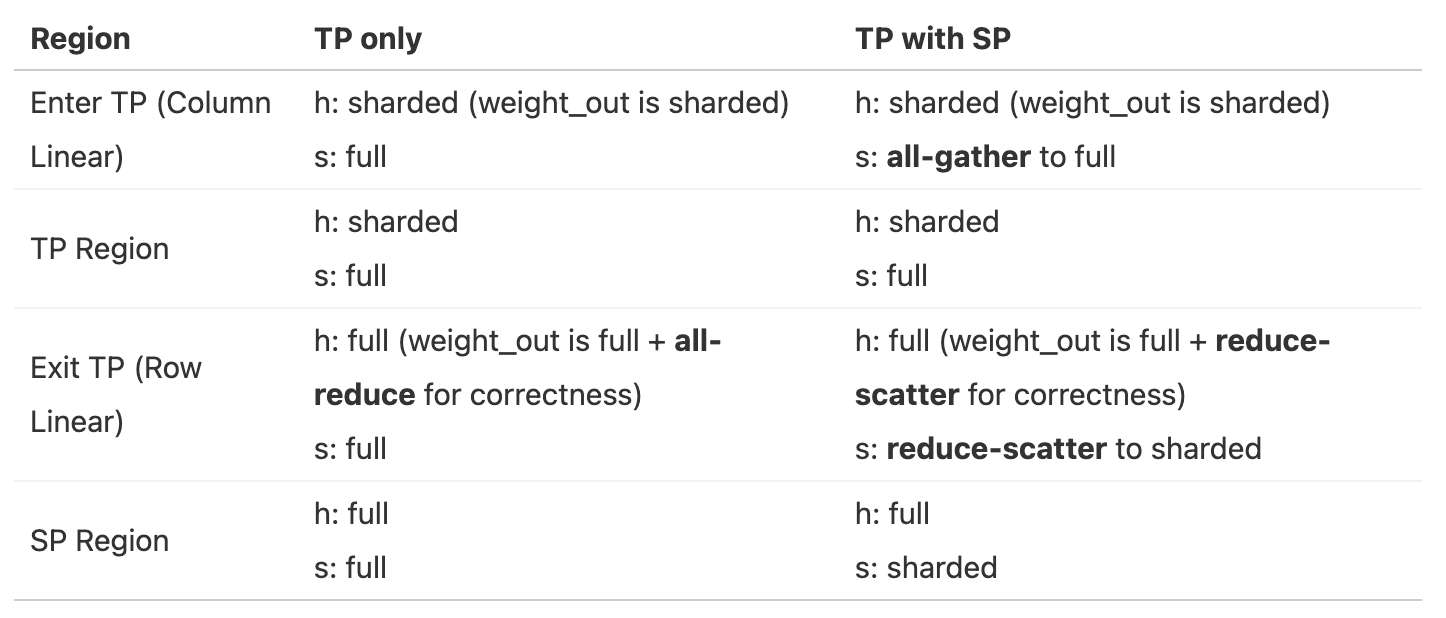 Region TP only TP with SP
Enter TP (Column Linear) h: sharded (weight_out is sharded) h: sharded (weight_out is sharded)
s: full s: all-gather to full
TP Region h: sharded h: sharded
s: full s: full
Exit TP (Row Linear) h: full (weight_out is full + all-reduce for correctness) h: full (weight_out is full + reduce-scatter for correctness)
s: full s: reduce-scatter to sharded
SP Region h: full h: full
s: full s: sharded